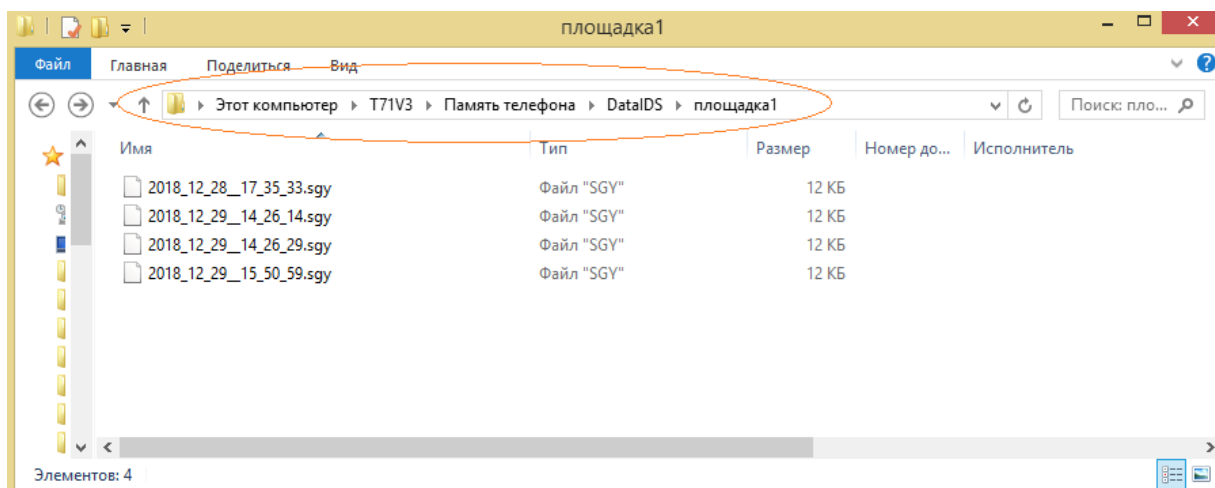 площадка1
Файл Главная Поделиться Вид
Этот компьютер T71V3 Память телефона DataIDS площадка1 Поиск: пло...
Имя Тип Размер Номер до... Исполнитель
2018_12_28__17_35_33.sgy Файл "SGY" 12 КБ
2018_12_29__14_26_14.sgy Файл "SGY" 12 КБ
2018_12_29__14_26_29.sgy Файл "SGY" 12 КБ
2018_12_29__15_50_59.sgy Файл "SGY" 12 КБ
Элементов: 4